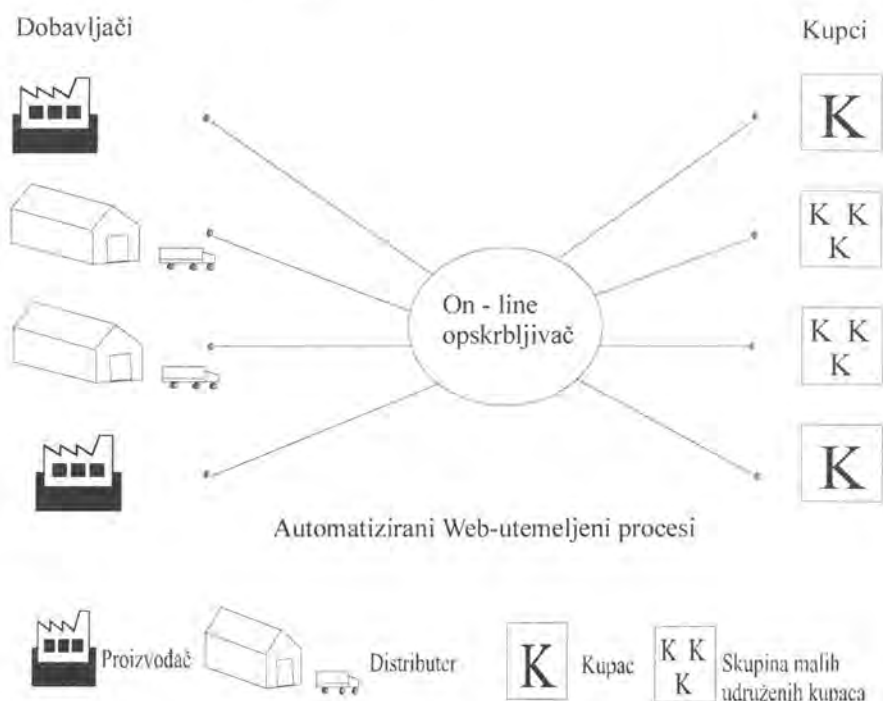 Dobavljači
Kupci
K
K K
K
On - line
opskrbljivač
K K
K
K
Automatizirani Web-utemeljeni procesi
Proizvođač
Distributer
K
Kupac
K K
K
Skupina malih
udruženih kupaca